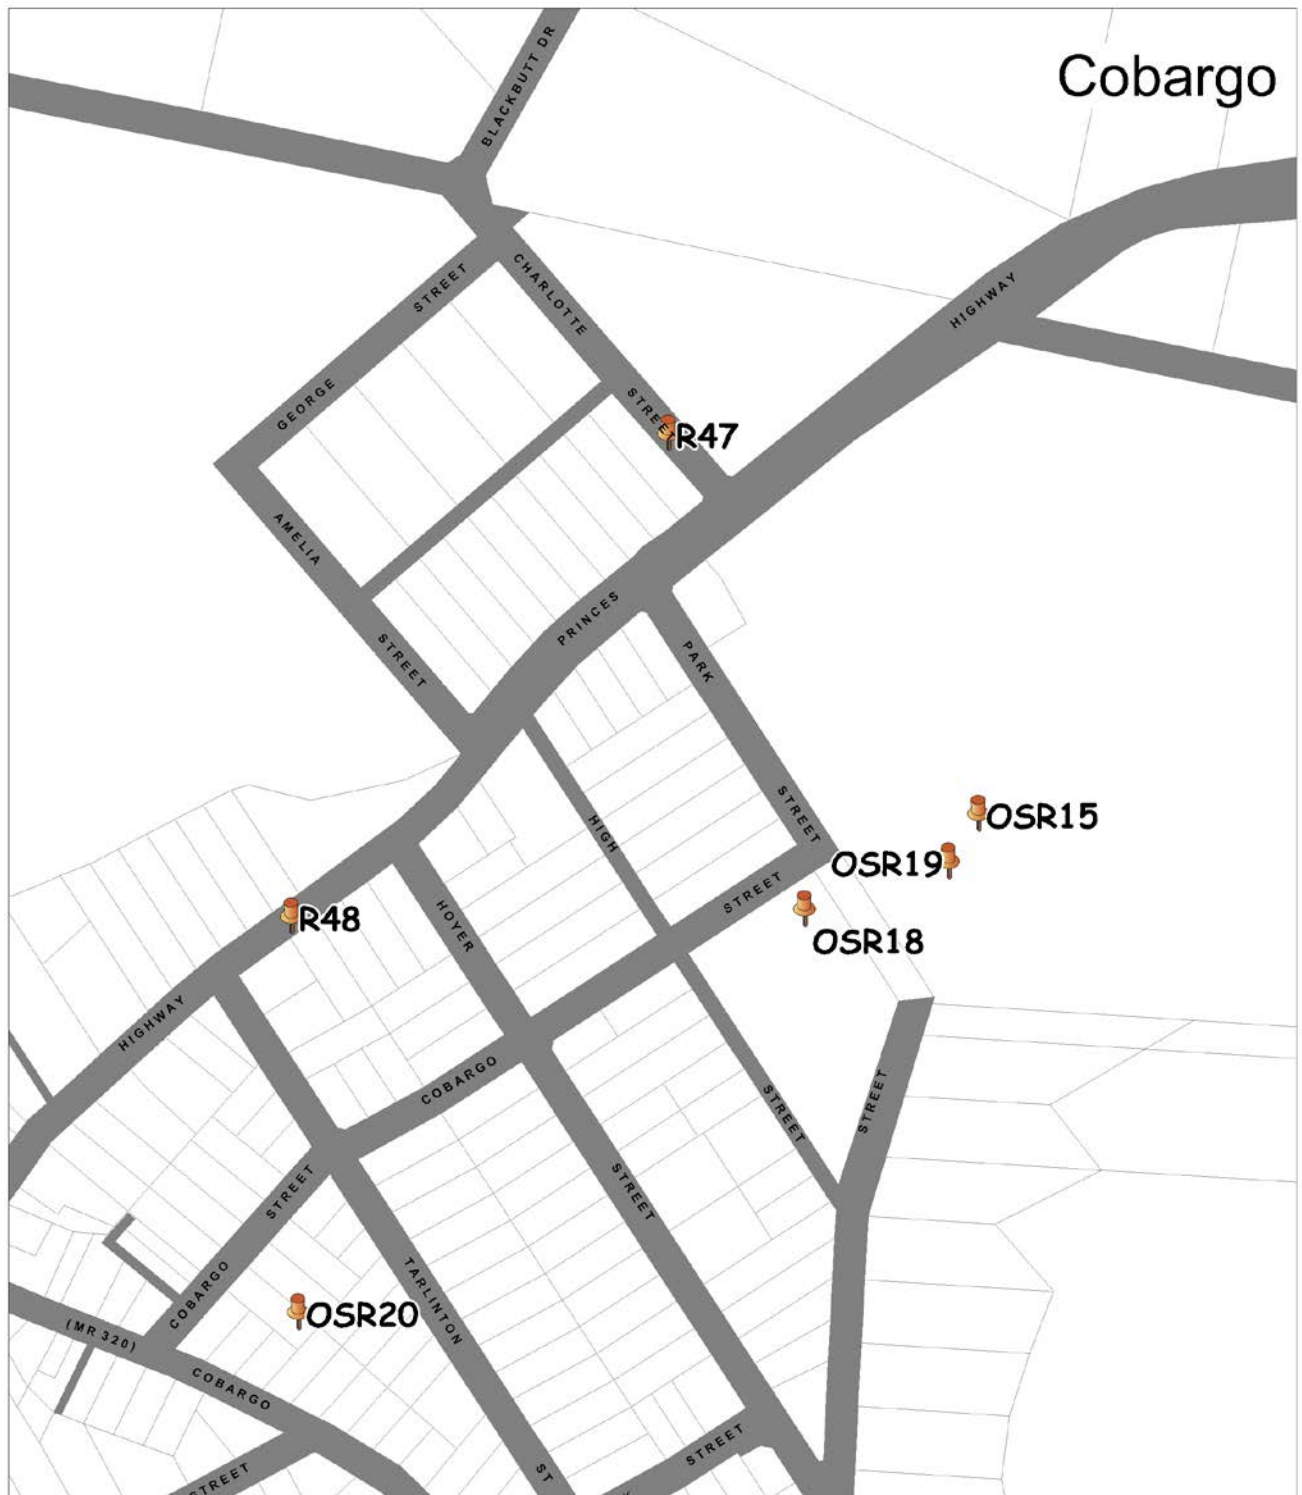 BLACKBUTT DR
Cobargo
GEORGE STREET
CHARLOTTE STREET
HIGHWAY
R47
AMELIA STREET
PRINCES
PARK STREET
HIGH
OSR15
OSR19
STREET
OSR18
R48
HOYER
HIGHWAY
COBARGO
STREET
STREET
STREET
COBARGO STREET
TARLINTON
OSR20
(MR 320)
COBARGO
STREET
STREET
ST